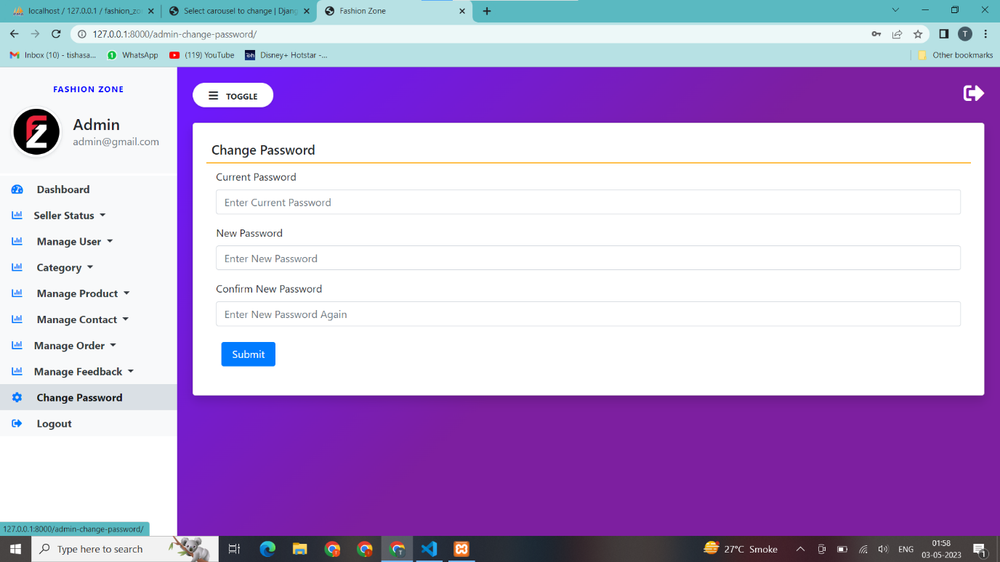 localhost / 127.0.0.1 / fashion_zo
Select carousel to change | Djang
Fashion Zone
127.0.0.1:8000/admin-change-password/
T
Inbox (10) - tishasa...
WhatsApp
(119) YouTube
Disney+ Hotstar -...
Other bookmarks
FASHION ZONE
FZ
Admin
admin@gmail.com
Dashboard
Seller Status
Manage User
Category
Manage Product
Manage Contact
Manage Order
Manage Feedback
Change Password
Logout
TOGGLE
Change Password
Current Password
Enter Current Password
New Password
Enter New Password
Confirm New Password
Enter New Password Again
Submit
127.0.0.1:8000/admin-change-password/
Type here to search
27°C Smoke
ENG
01:58
03-05-2023
1